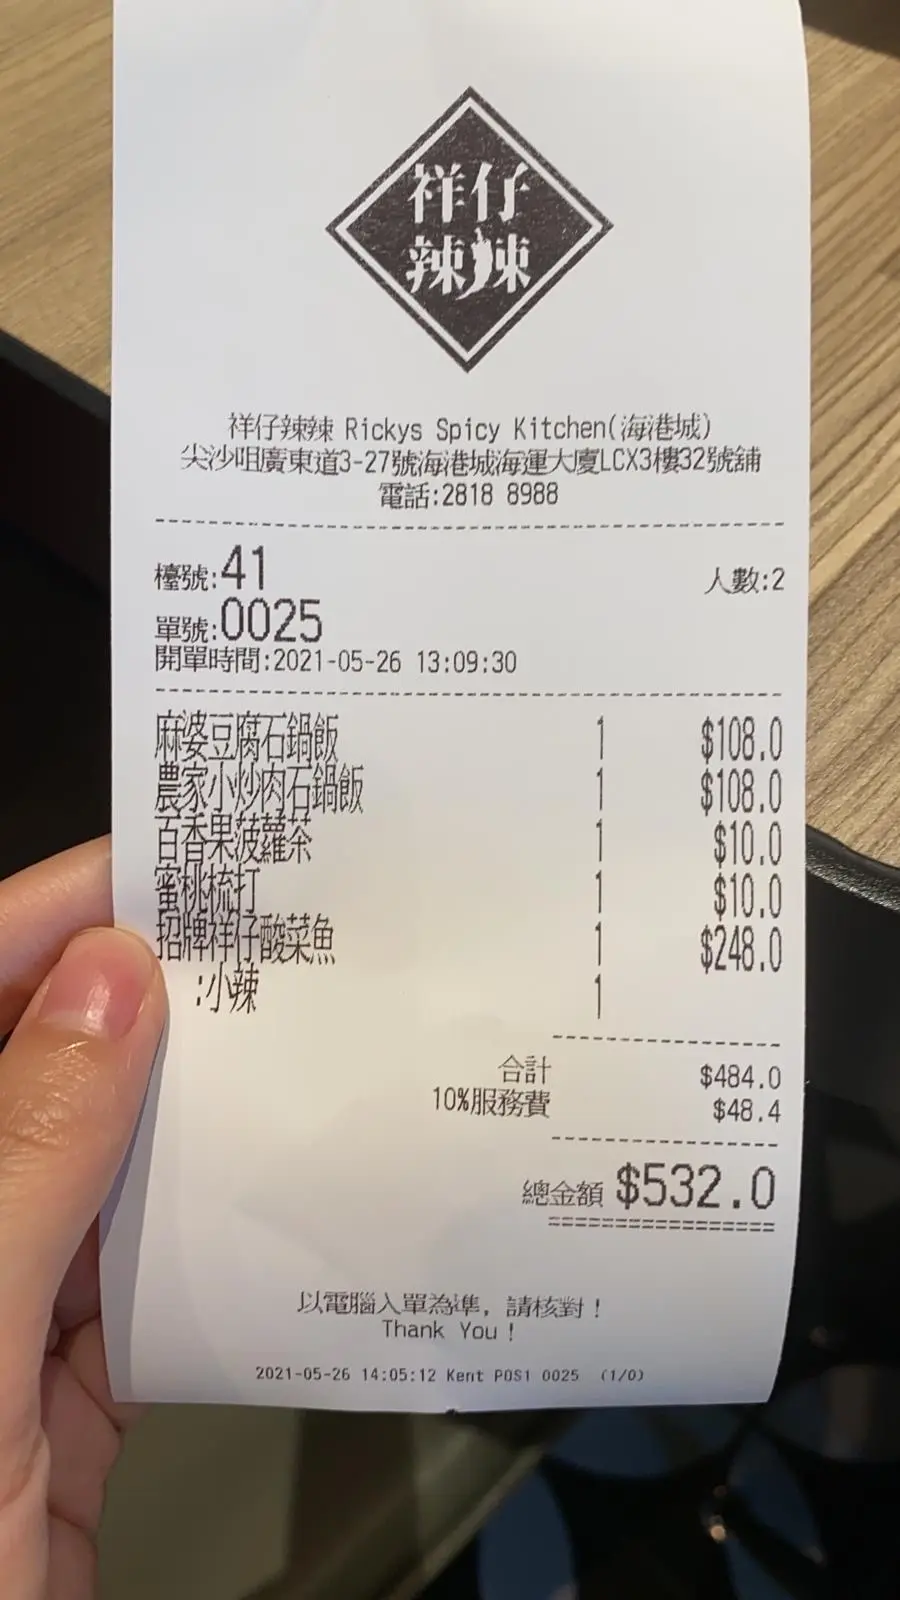 祥仔
辣辣
祥仔辣辣 Rickys Spicy Kitchen(海港城)
尖沙咀廣東道3-27號海港城海運大廈LCX3樓32號舖
電話:2818 8988
檯號:41 人數:2
單號:0025
開單時間:2021-05-26 13:09:30
麻婆豆腐石鍋飯 1 $108.0
農家小炒肉石鍋飯 1 $108.0
百香果菠蘿茶 1 $10.0
蜜桃梳打 1 $10.0
招牌祥仔酸菜魚 1 $248.0
:小辣 1
合計 $484.0
10%服務費 $48.4
總金額 $532.0
以電腦入單為準, 請核對!
Thank You!
2021-05-26 14:05:12 Kent POS1 0025 (1/0)